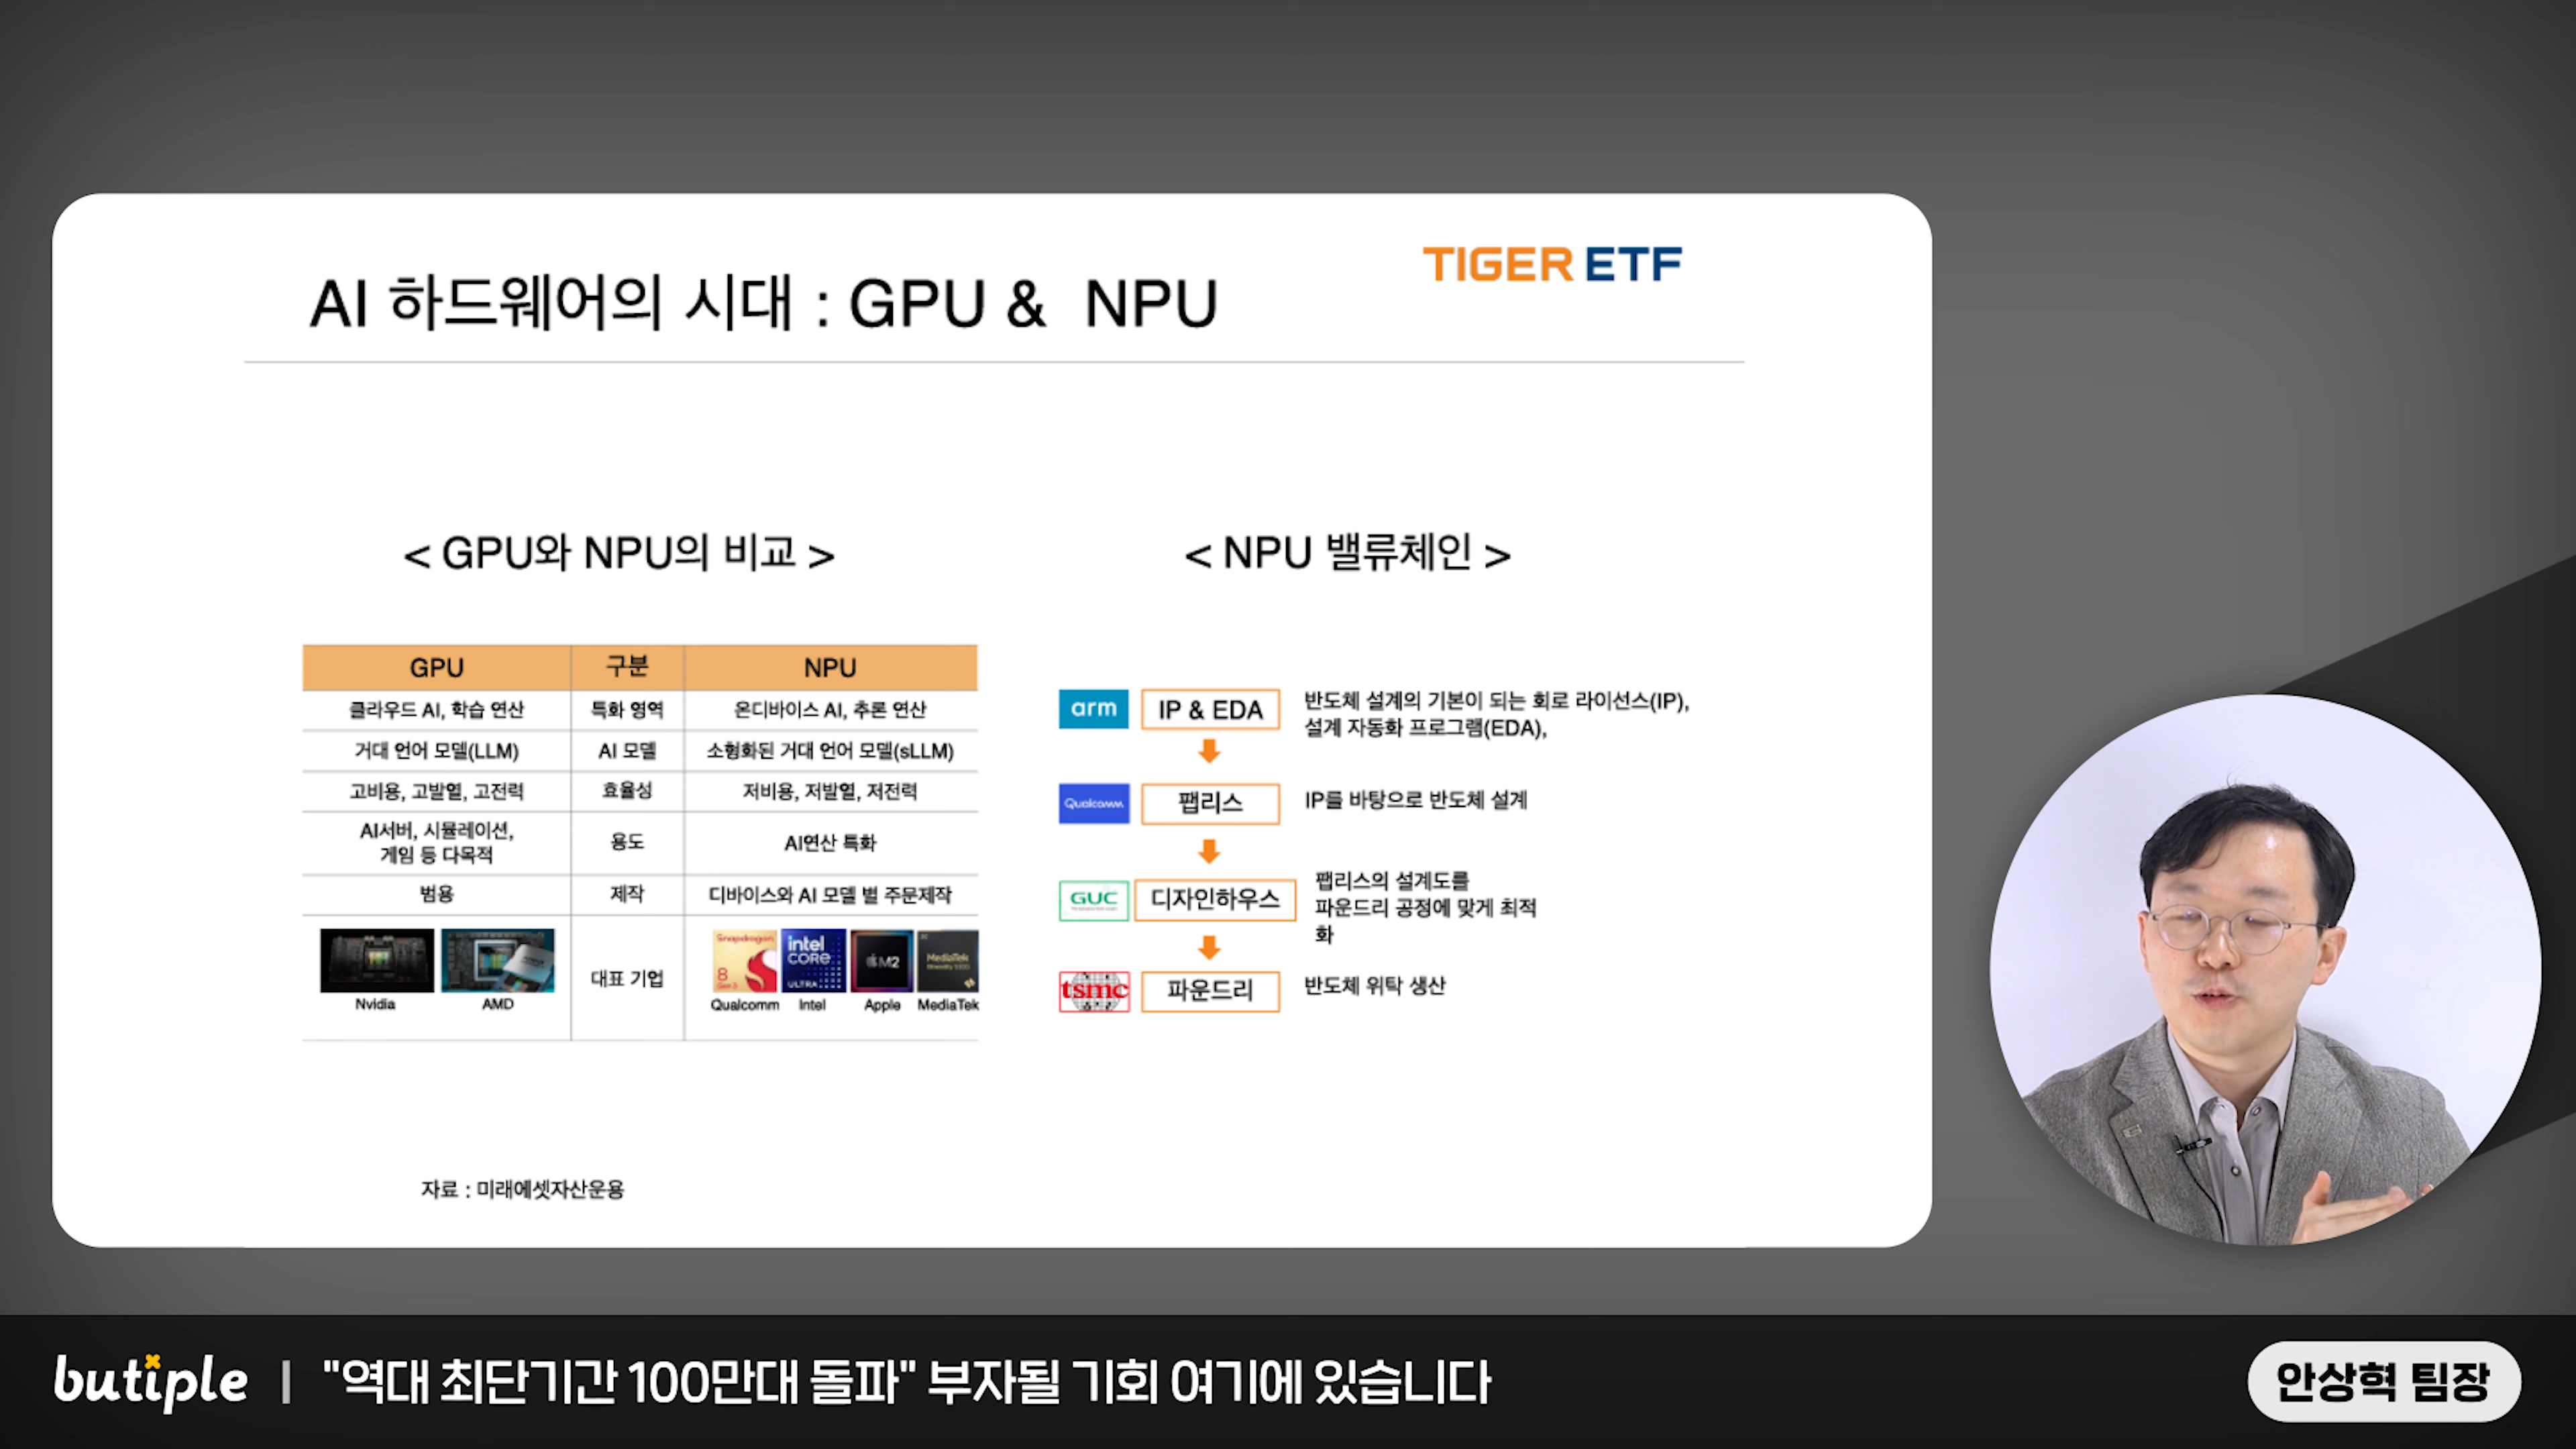 TIGER ETF
AI 하드웨어의 시대 : GPU & NPU
< GPU와 NPU의 비교 >
GPU 구분 NPU
클라우드 AI, 학습 연산 특화 영역 온디바이스 AI, 추론 연산
거대 언어 모델(LLM) AI 모델 소형화된 거대 언어 모델(sLLM)
고비용, 고발열, 고전력 효율성 저비용, 저발열, 저전력
AI서버, 시뮬레이션,
게임 등 다목적 용도 AI연산 특화
범용 제작 디바이스와 AI 모델 별 주문제작
대표 기업
Snapdragon
8
Gen 3
intel
CORE
ULTRA
M2
MediaTek
Nvidia AMD Qualcomm Intel Apple MediaTek
< NPU 밸류체인 >
arm IP & EDA 반도체 설계의 기본이 되는 회로 라이선스(IP),
설계 자동화 프로그램(EDA),
Qualcomm 팹리스 IP를 바탕으로 반도체 설계
GUC 디자인하우스 팹리스의 설계도를
파운드리 공정에 맞게 최적
화
tsmc 파운드리 반도체 위탁 생산
자료 : 미래에셋자산운용
butiple | "역대 최단기간 100만대 돌파" 부자될 기회 여기에 있습니다
안상혁 팀장